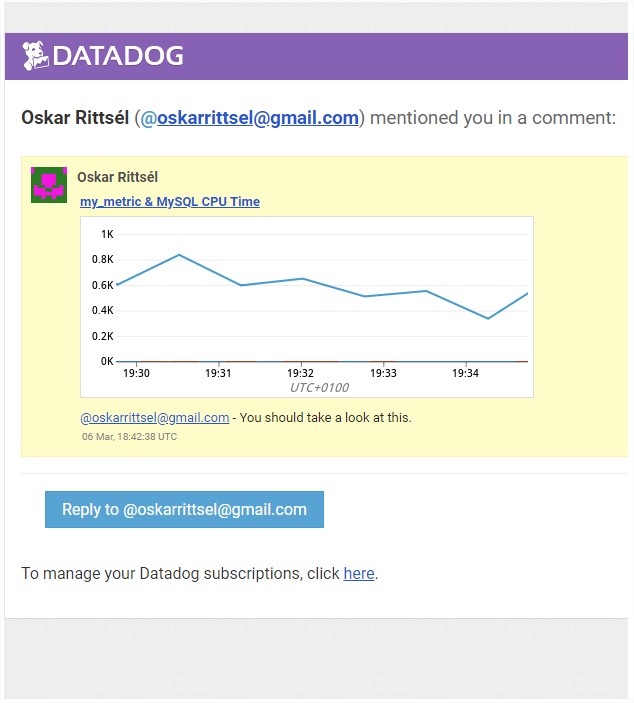 DATADOG
Oskar Rittsél (@oskarrittsel@gmail.com) mentioned you in a comment:
Oskar Rittsél
my_metric & MySQL CPU Time
1K
0.8K
0.6K
0.4K
0.2K
0K
19:30 19:31 19:32 19:33 19:34
UTC+0100
@oskarrittsel@gmail.com - You should take a look at this.
06 Mar, 18:42:38 UTC
Reply to @oskarrittsel@gmail.com
To manage your Datadog subscriptions, click here.